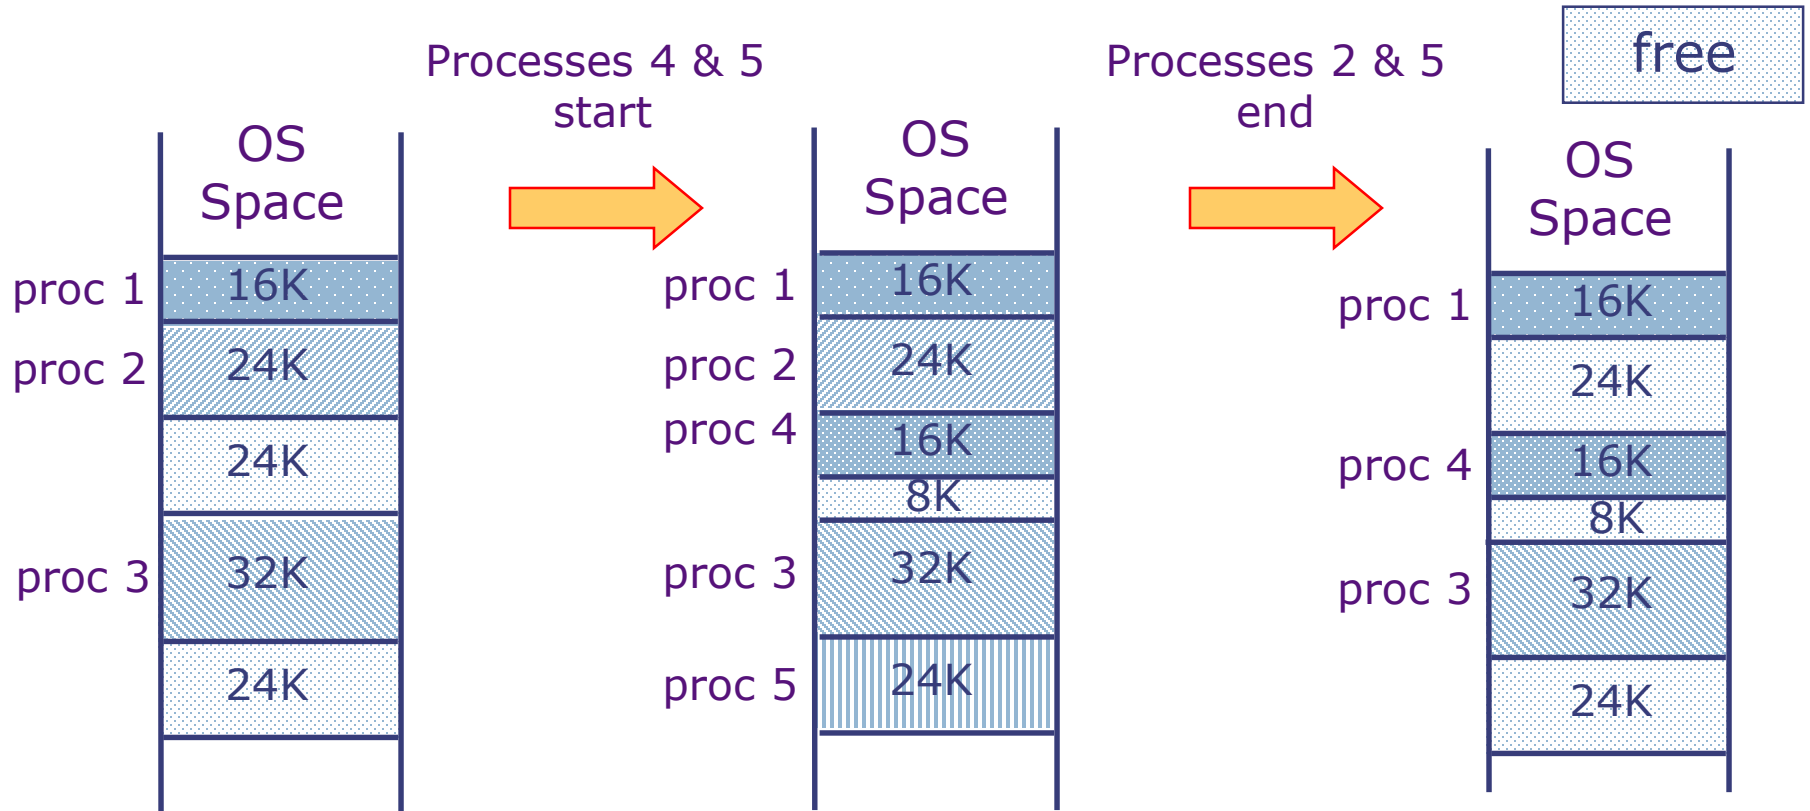 free
Processes 4 & 5
start
Processes 2 & 5
end
OS
Space
proc 1 16K
proc 2 24K
24K
proc 3 32K
24K
OS
Space
proc 1 16K
proc 2 24K
proc 4 16K
8K
proc 3 32K
proc 5 24K
OS
Space
proc 1 16K
24K
proc 4 16K
8K
proc 3 32K
24K